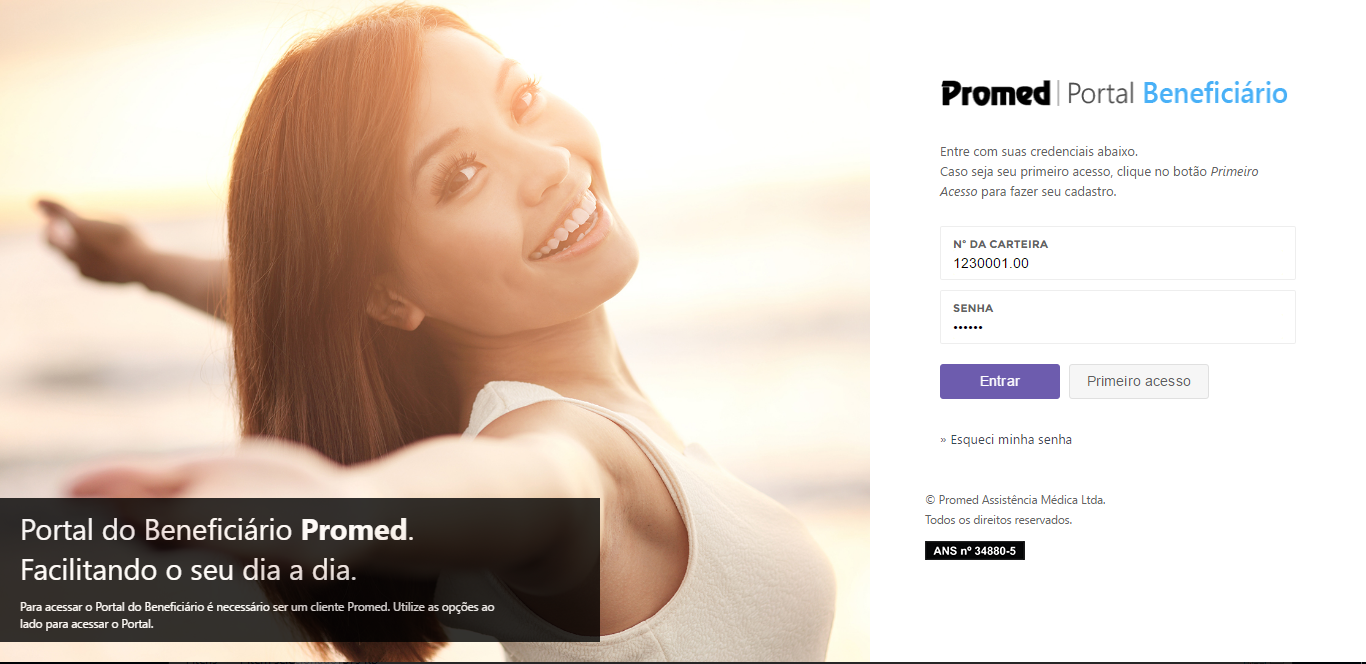 Promed | Portal Beneficiário
Entre com suas credenciais abaixo.
Caso seja seu primeiro acesso, clique no botão Primeiro
Acesso para fazer seu cadastro.
N° DA CARTEIRA
1230001.00
SENHA
••••••
Entrar
Primeiro acesso
» Esqueci minha senha
© Promed Assistência Médica Ltda.
Todos os direitos reservados.
ANS nº 34880-5
Portal do Beneficiário Promed.
Facilitando o seu dia a dia.
Para acessar o Portal do Beneficiário é necessário ser um cliente Promed. Utilize as opções ao
lado para acessar o Portal.